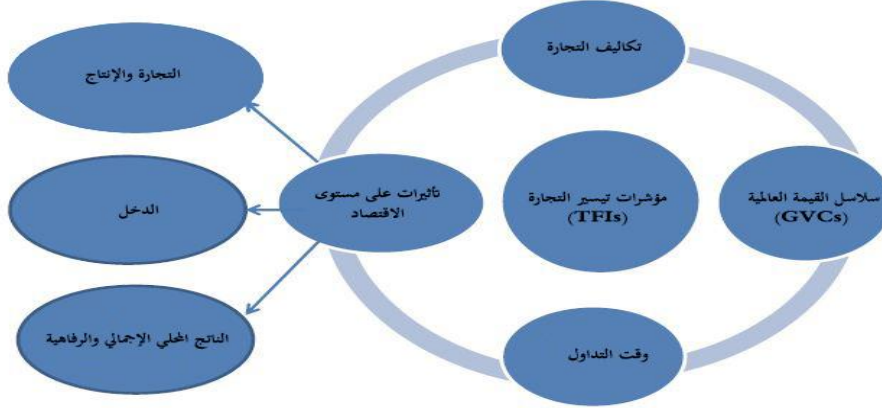 تكاليف التجارة
التجارة والإنتاج
سلاسل القيمة العالمية
(GVCs)
مؤشرات تيسير التجارة
(TFIs)
تأثيرات على مستوى
الاقتصاد
الدخل
الناتج المحلي الإجمالي والرفاهية
وقت التداول